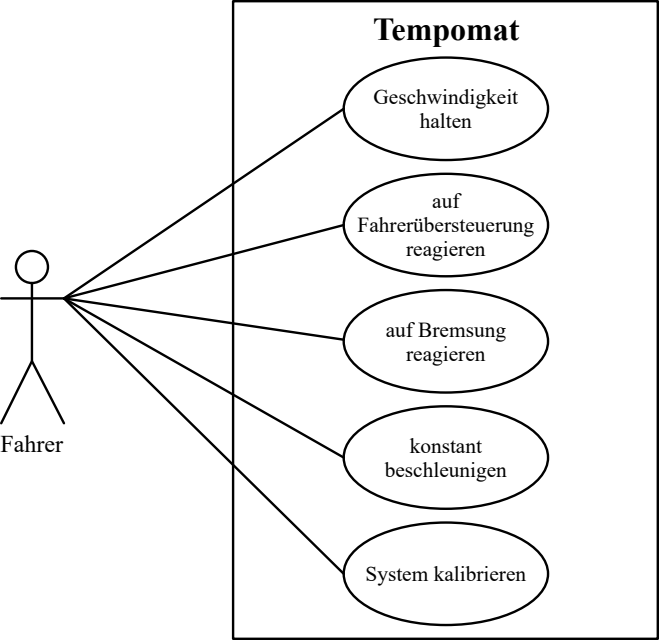 Tempomat
Geschwindigkeit
halten
auf
Fahrerübersteuerung
reagieren
auf Bremsung
reagieren
konstant
beschleunigen
System kalibrieren
Fahrer